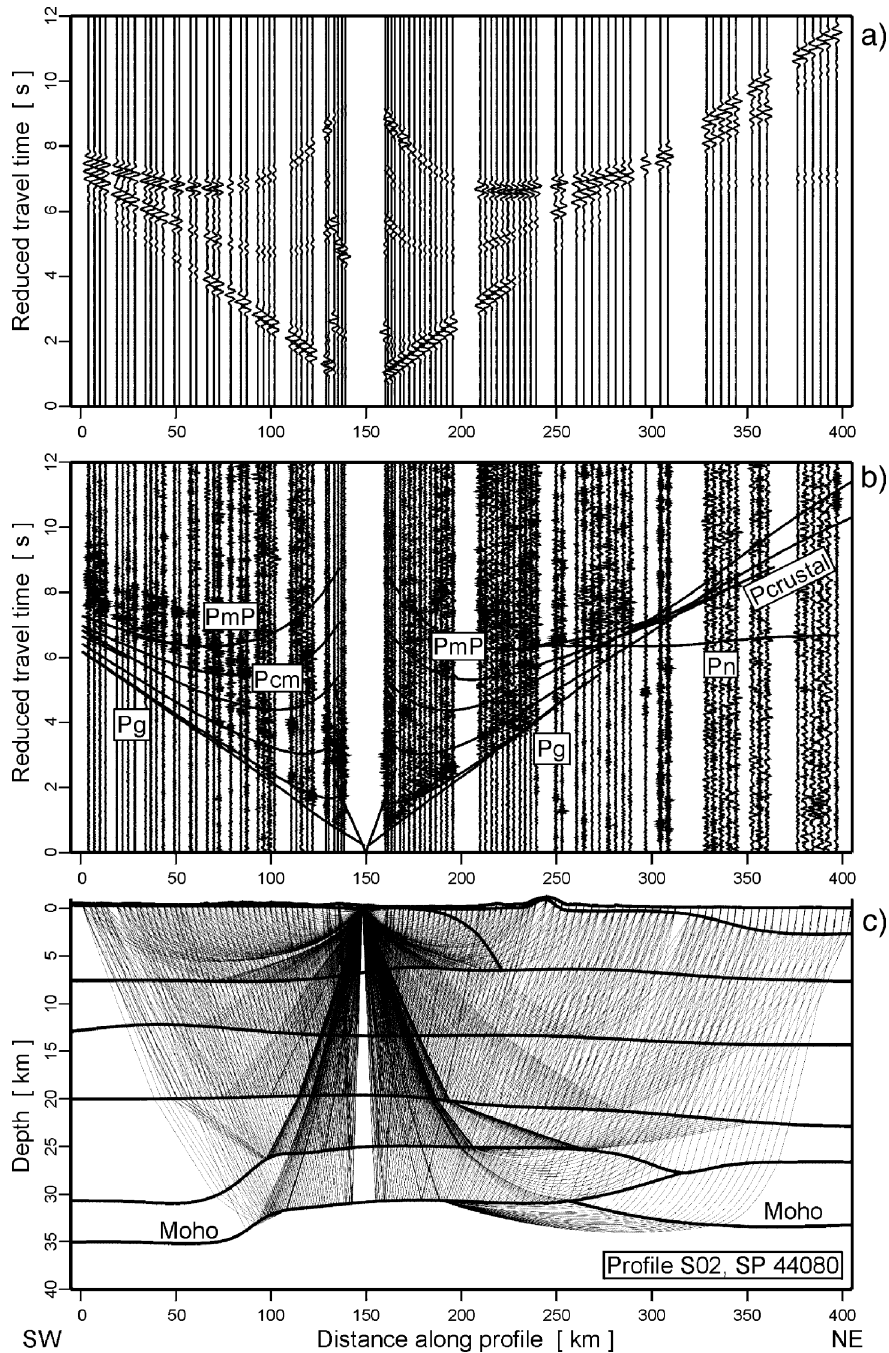 a)
Reduced travel time [ s ]
12
10
8
6
4
2
0
0 50 100 150 200 250 300 350 400
b)
Reduced travel time [ s ]
12
10
8
6
4
2
0
PmP
Pcm
Pg
PmP
Pg
Pn
Pcrustal
0 50 100 150 200 250 300 350 400
c)
Depth [ km ]
0
5
10
15
20
25
30
35
40
Moho
Moho
Profile S02, SP 44080
0 50 100 150 200 250 300 350 400
SW Distance along profile [ km ] NE